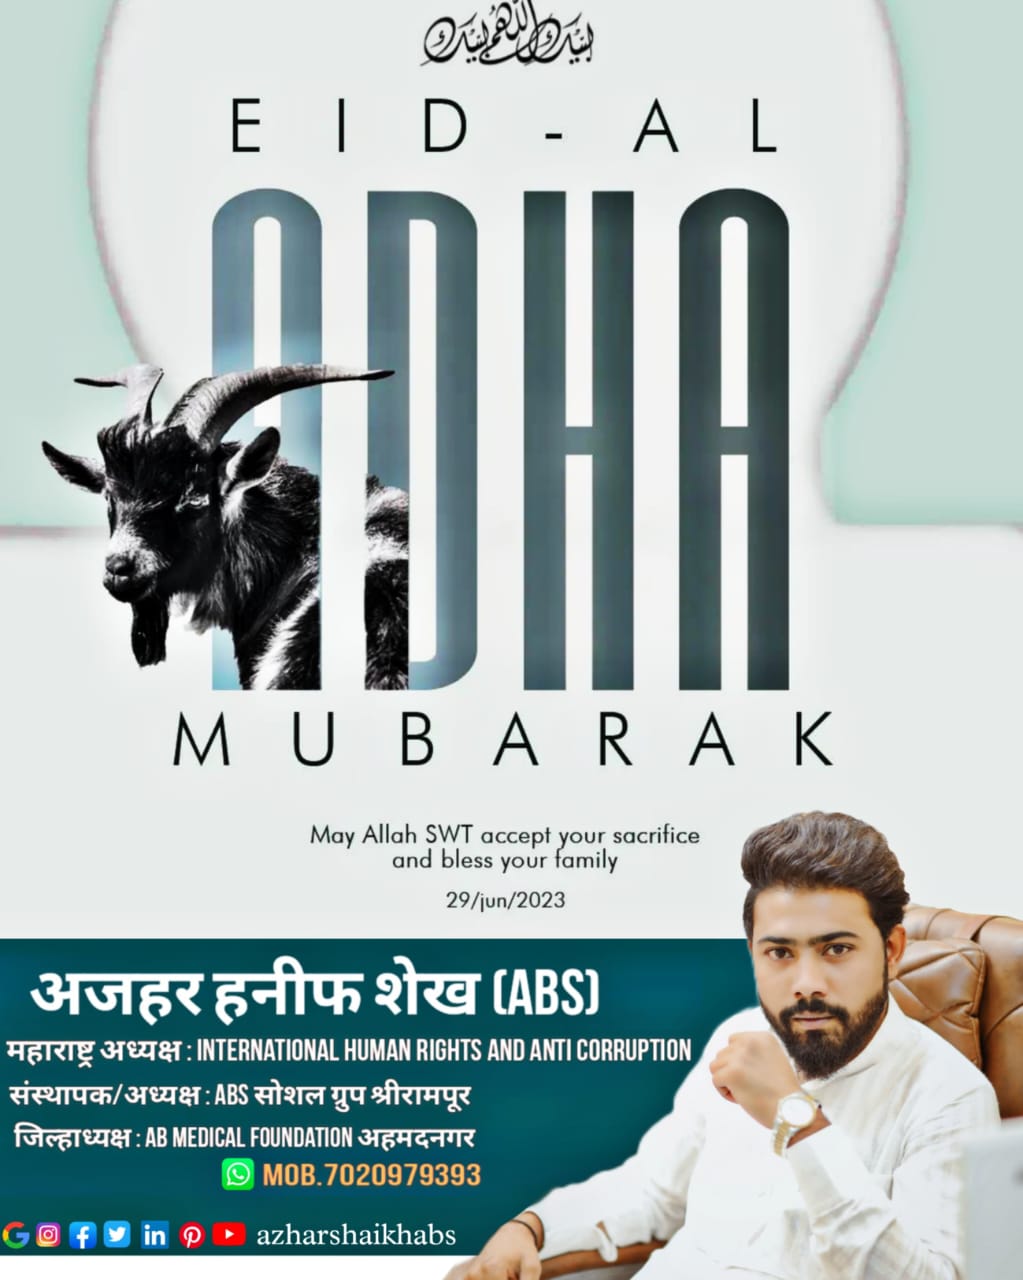 لبيك اللهم لبيك
EID-AL
ADHA
MUBARAK
May Allah SWT accept your sacrifice
and bless your family
29/jun/2023
अजहर हनीफ शेख (ABS)
महाराष्ट्र अध्यक्ष : INTERNATIONAL HUMAN RIGHTS AND ANTI CORRUPTION
संस्थापक/अध्यक्ष : ABS सोशल ग्रुप श्रीरामपूर
जिल्हाध्यक्ष : AB MEDICAL FOUNDATION अहमदनगर
MOB.7020979393
azharshaikhabs